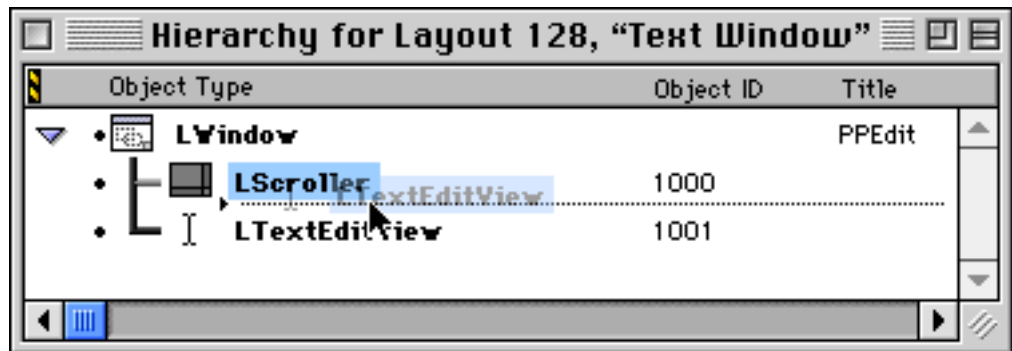 Hierarchy for Layout 128, “Text Window”
Object Type Object ID Title
LWindow PPEdit
LScroller 1000
LTextEditView
LTextEditView 1001